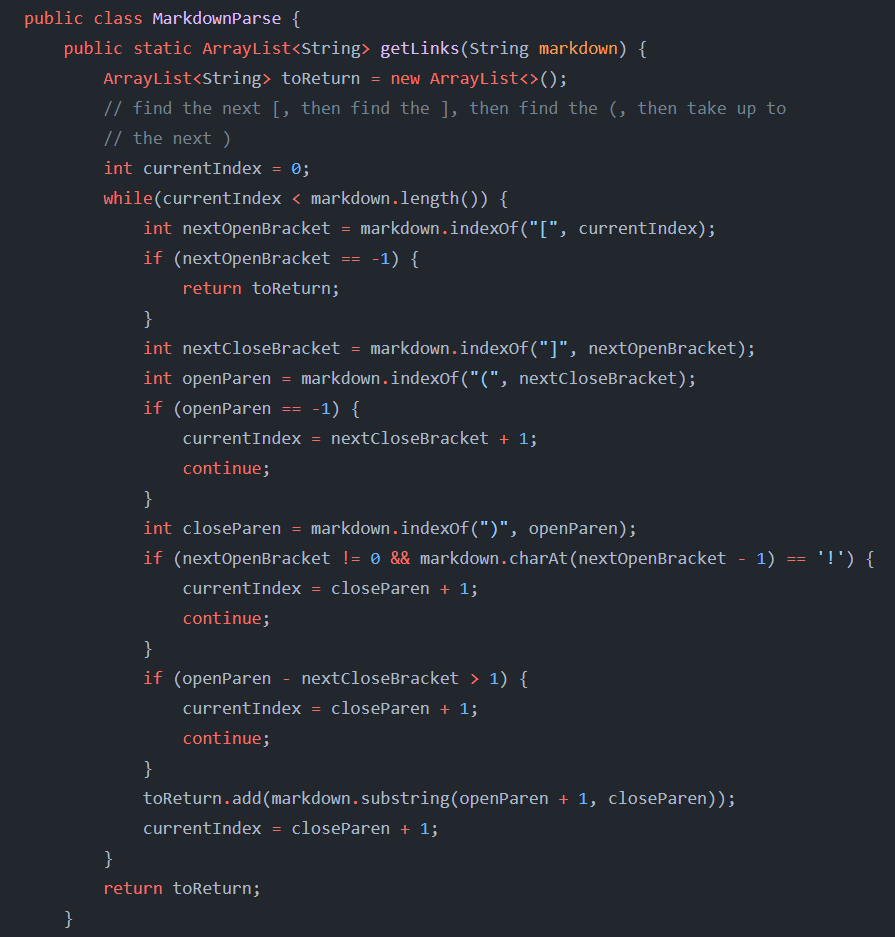 public class MarkdownParse {
    public static ArrayList<String> getLinks(String markdown) {
        ArrayList<String> toReturn = new ArrayList<>();
        // find the next [, then find the ], then find the (, then take up to
        // the next )
        int currentIndex = 0;
        while(currentIndex < markdown.length()) {
            int nextOpenBracket = markdown.indexOf("[", currentIndex);
            if (nextOpenBracket == -1) {
                return toReturn;
            }
            int nextCloseBracket = markdown.indexOf("]", nextOpenBracket);
            int openParen = markdown.indexOf("(", nextCloseBracket);
            if (openParen == -1) {
                currentIndex = nextCloseBracket + 1;
                continue;
            }
            int closeParen = markdown.indexOf(")", openParen);
            if (nextOpenBracket != 0 && markdown.charAt(nextOpenBracket - 1) == '!') {
                currentIndex = closeParen + 1;
                continue;
            }
            if (openParen - nextCloseBracket > 1) {
                currentIndex = closeParen + 1;
                continue;
            }
            toReturn.add(markdown.substring(openParen + 1, closeParen));
            currentIndex = closeParen + 1;
        }
        return toReturn;
    }